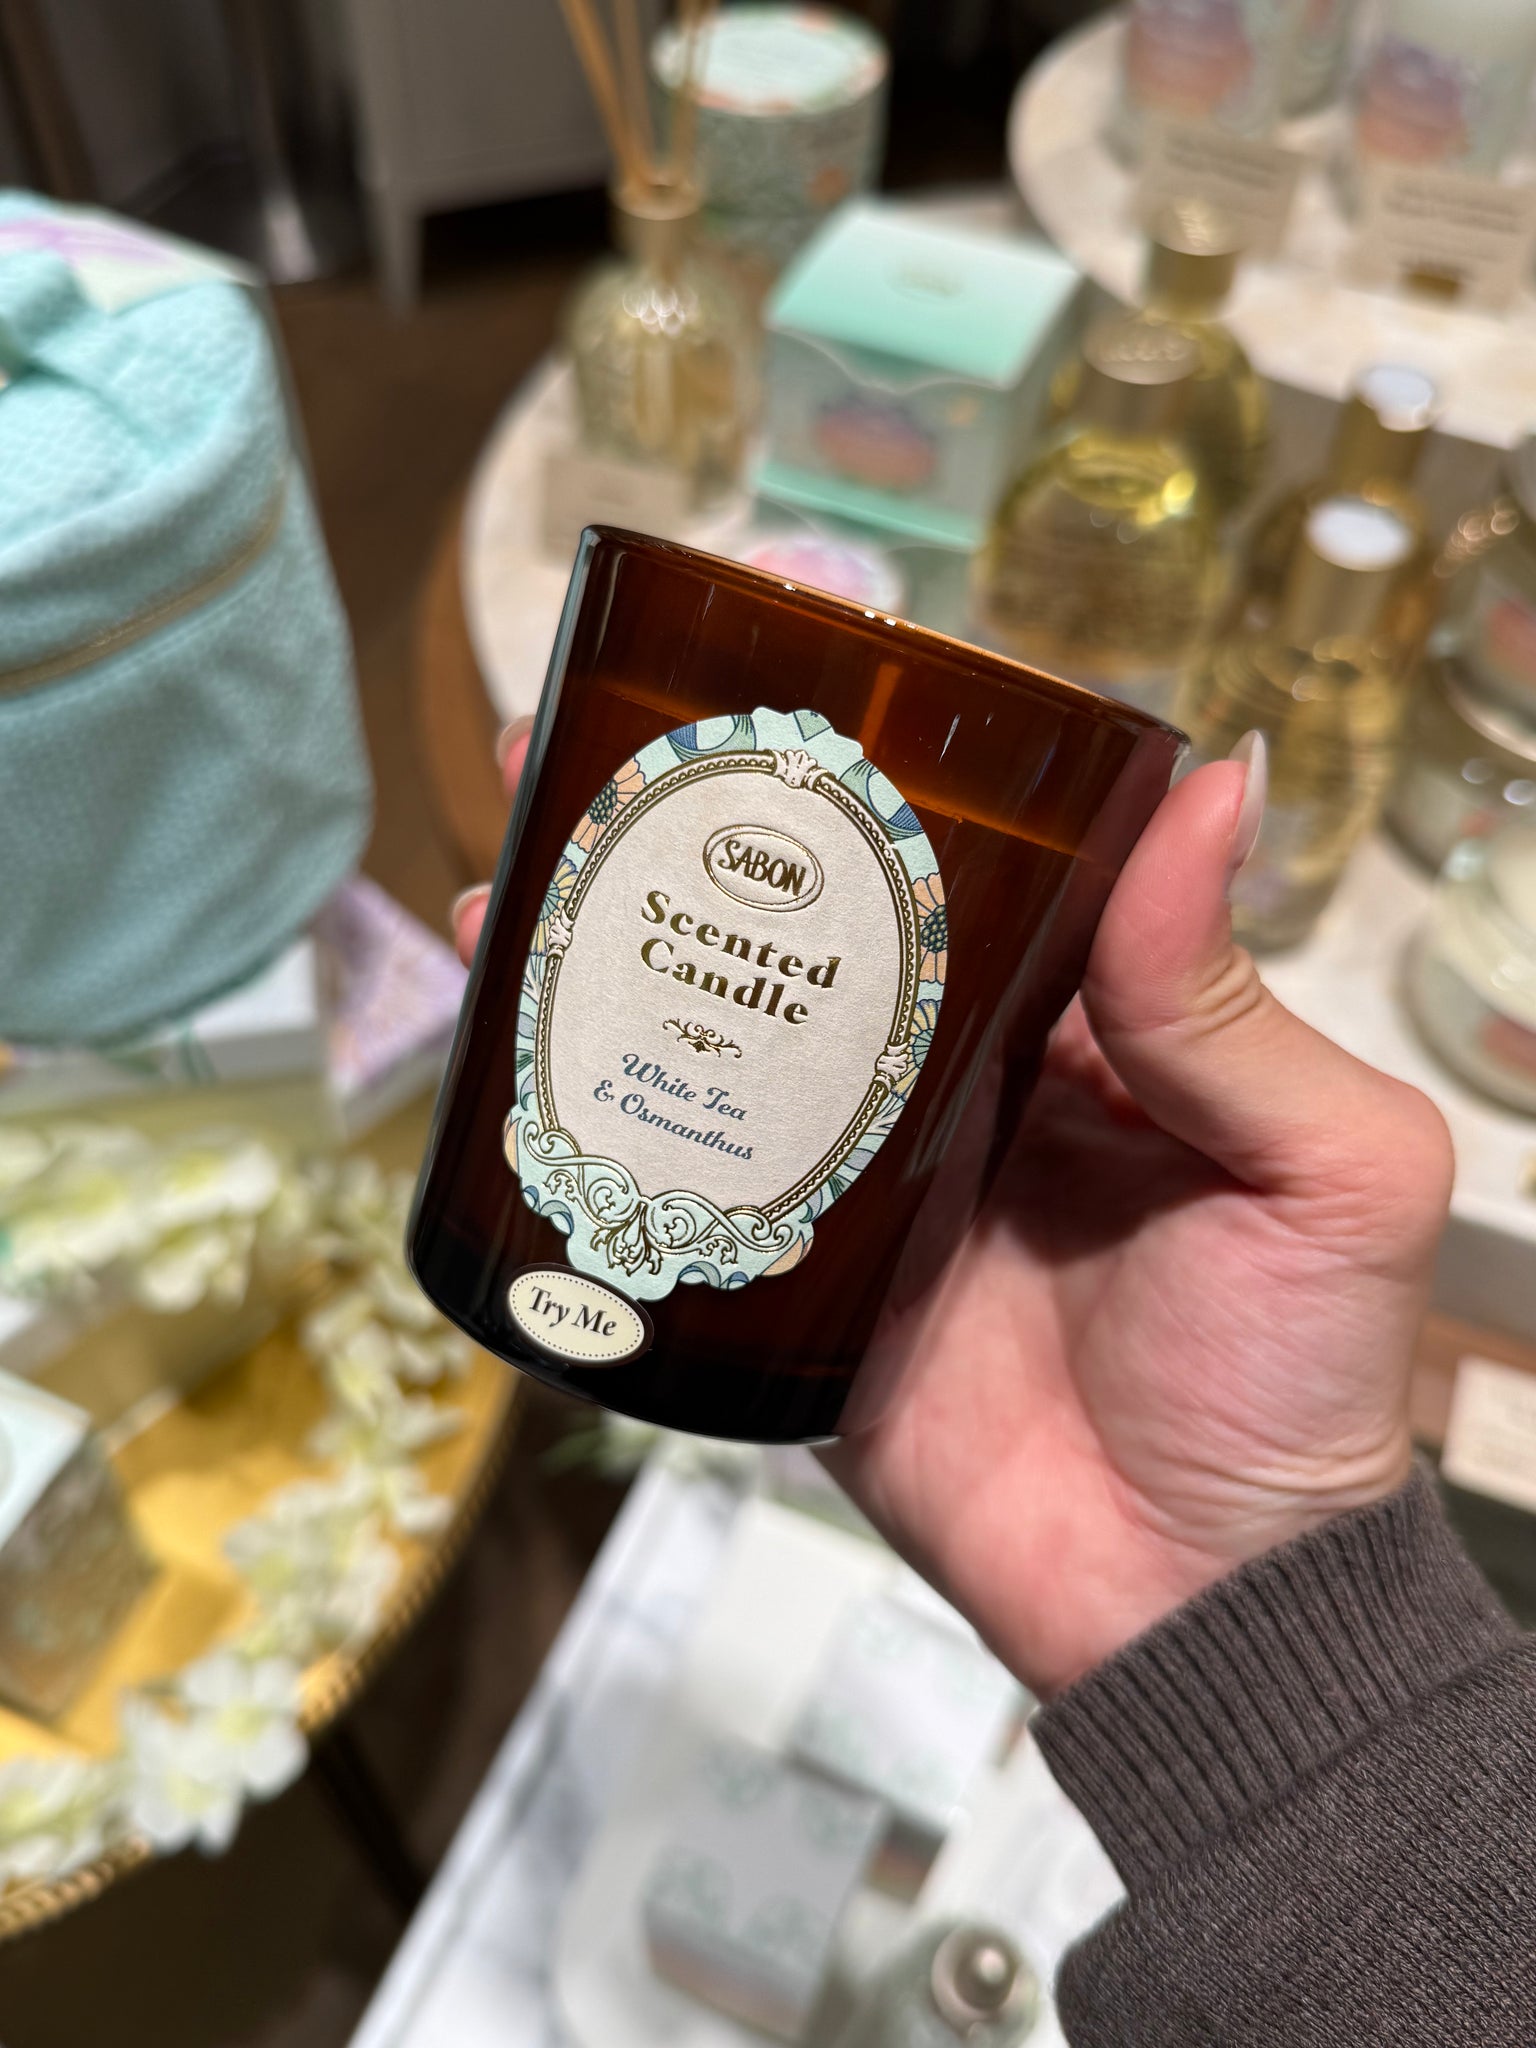 SABON
Scented
Candle
White Tea
& Osmanthus
Try Me